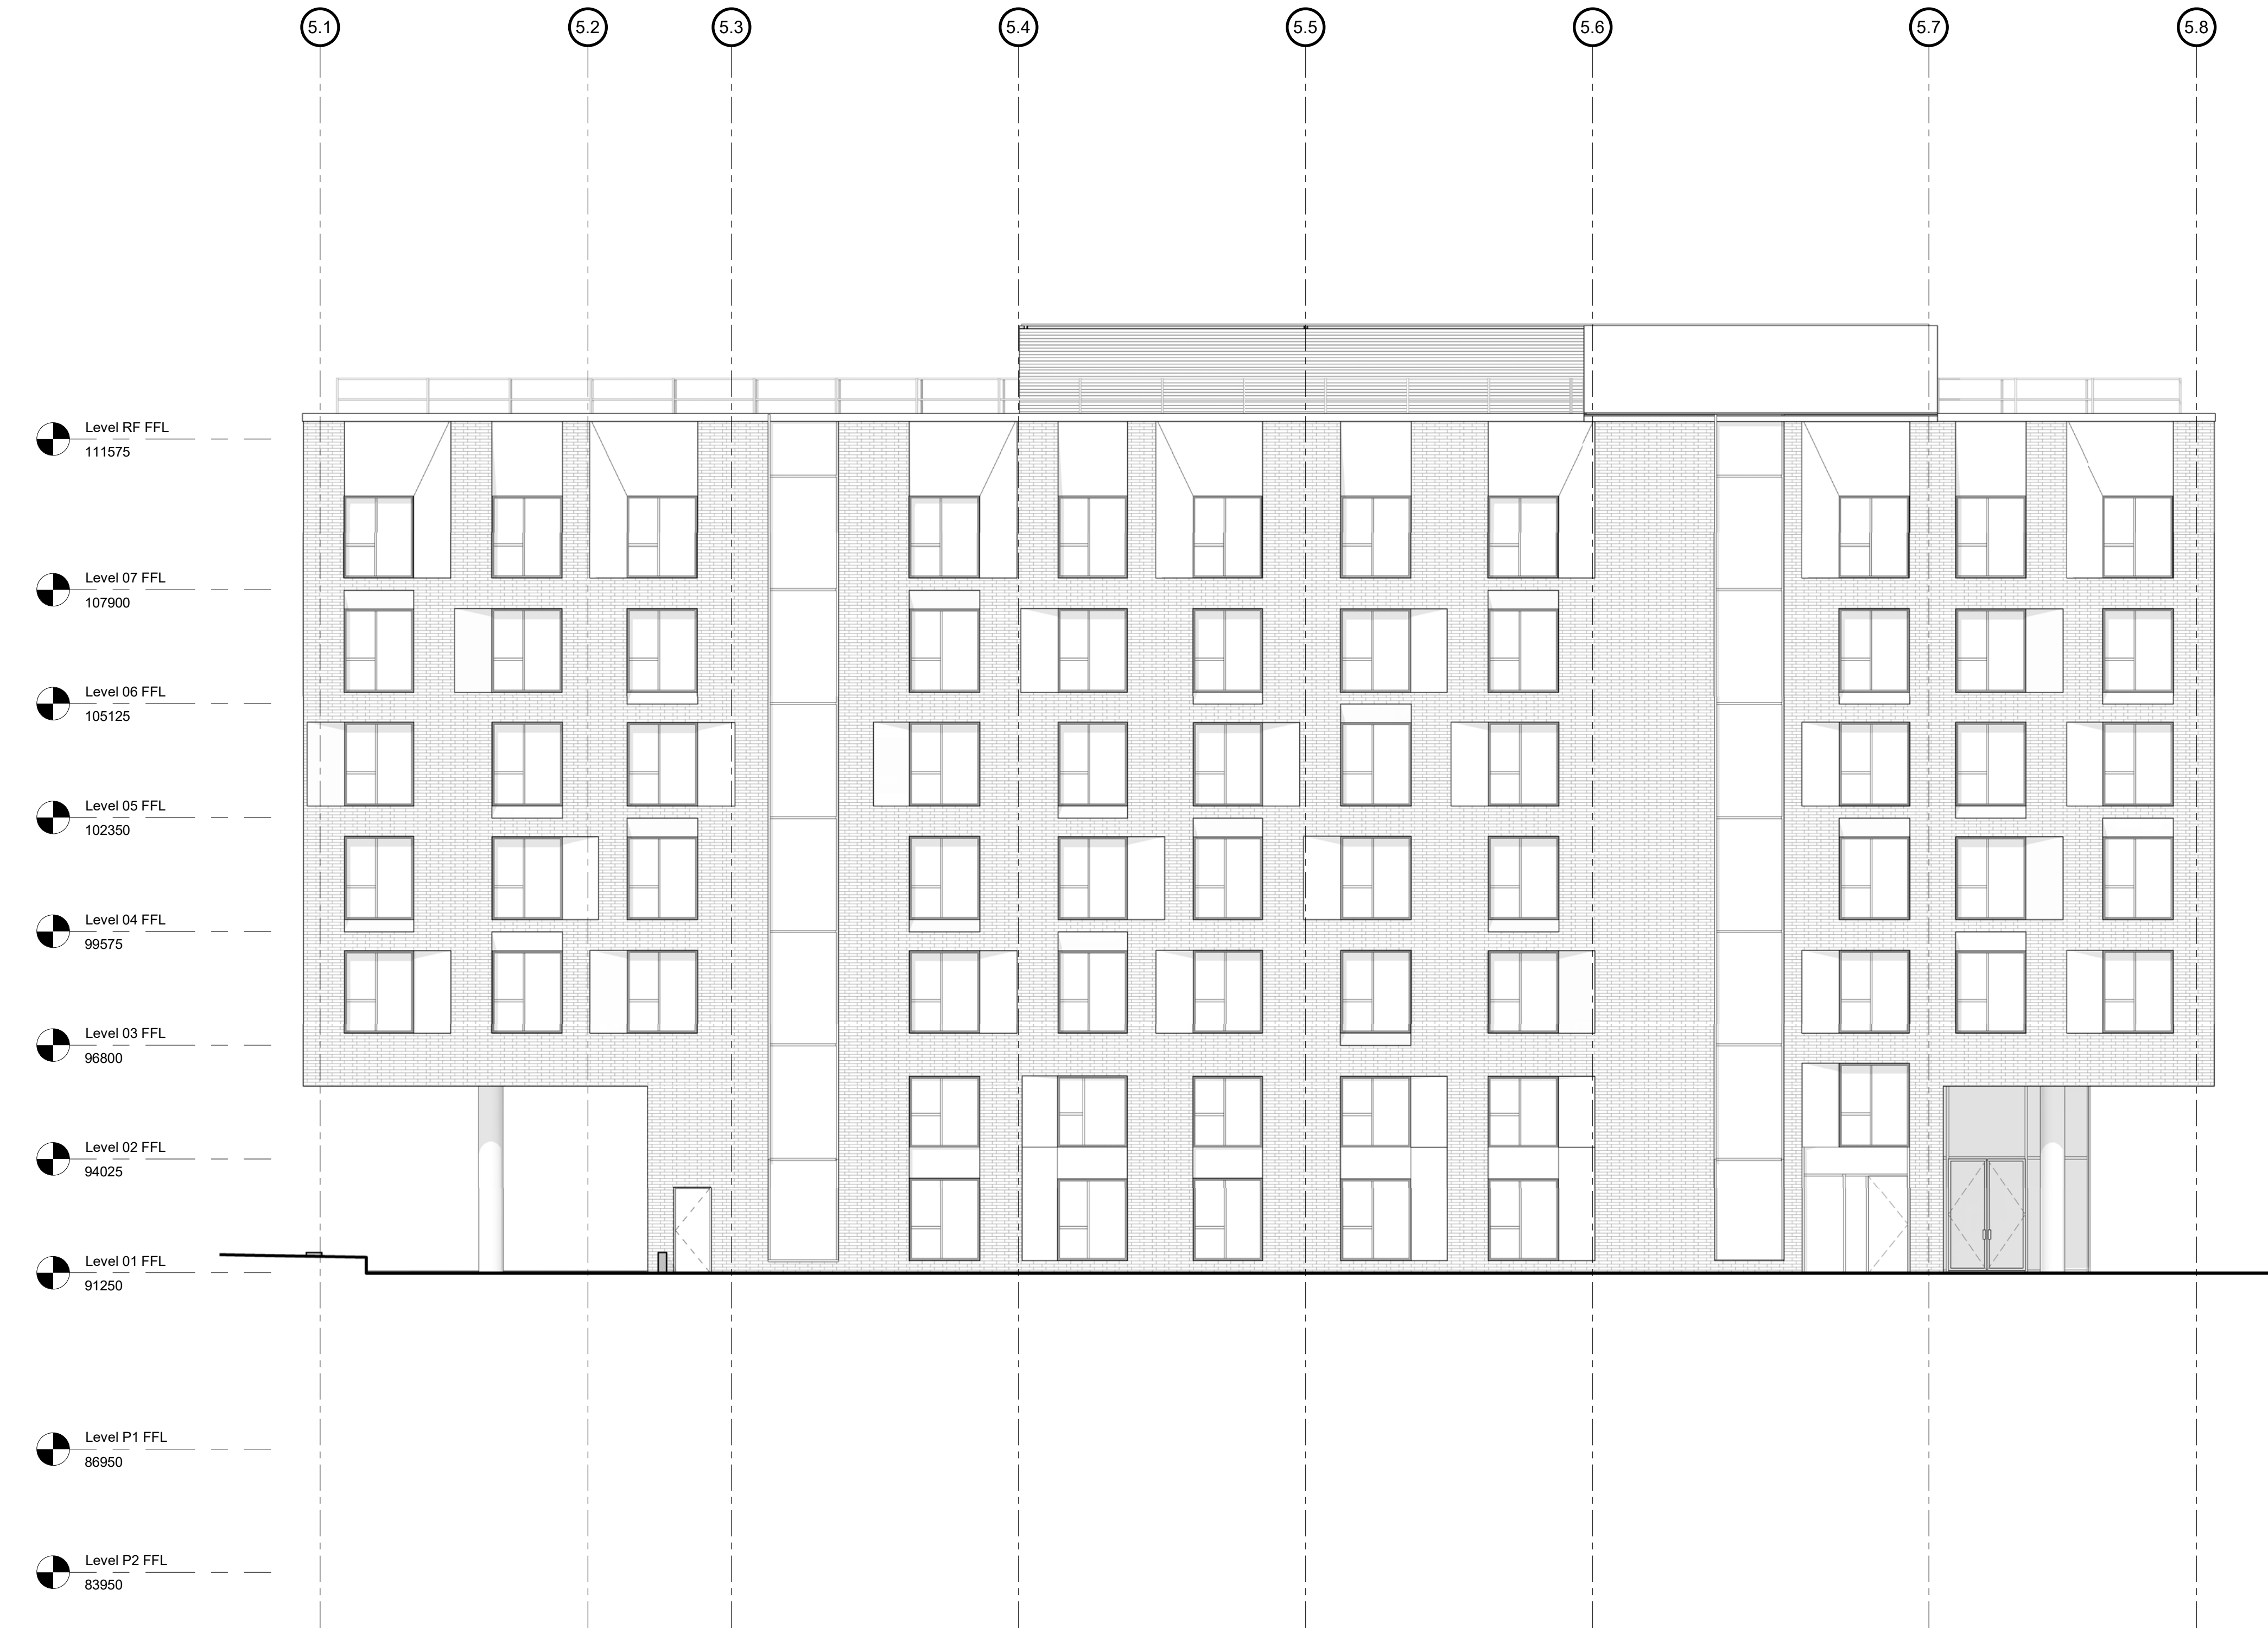 5.1
5.2
5.3
5.4
5.5
5.6
5.7
5.8
Level RF FFL
111575
Level 07 FFL
107900
Level 06 FFL
105125
Level 05 FFL
102350
Level 04 FFL
99575
Level 03 FFL
96800
Level 02 FFL
94025
Level 01 FFL
91250
Level P1 FFL
86950
Level P2 FFL
83950